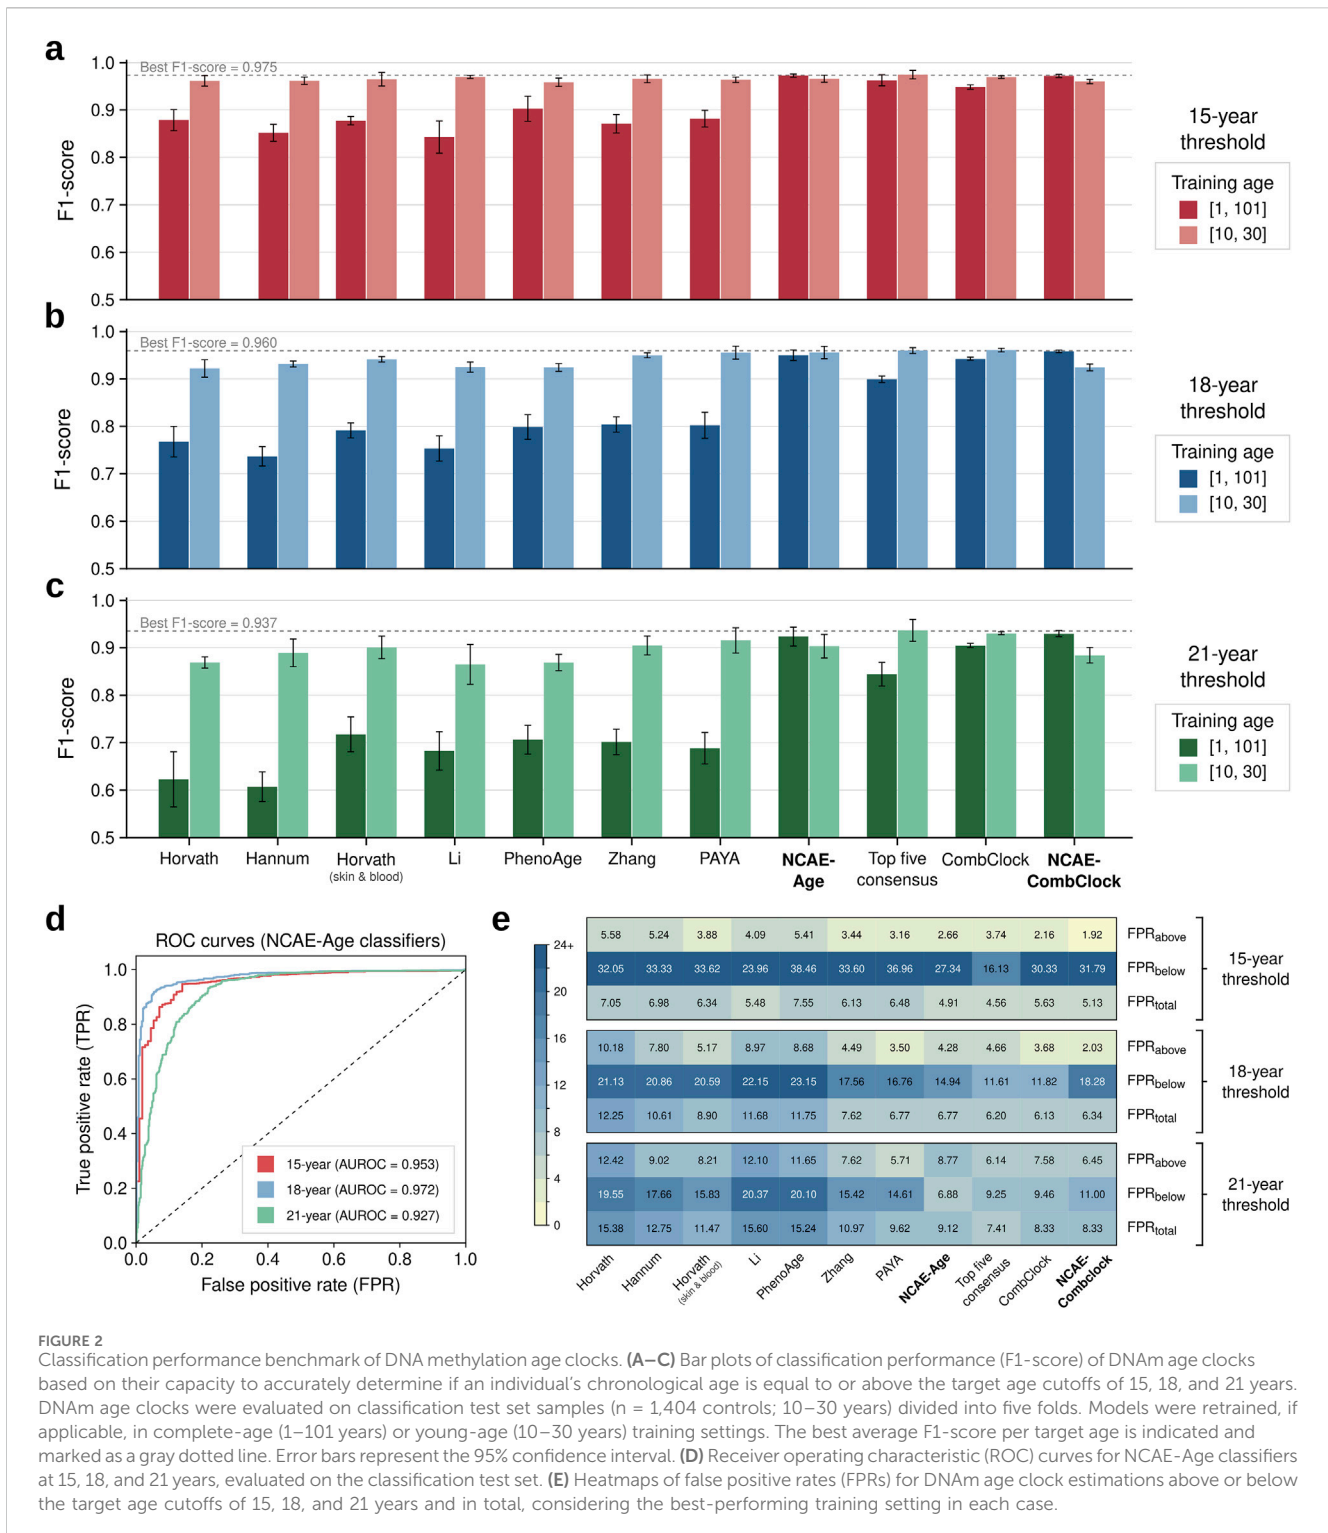 a
Best F1-score = 0.975
1.0
0.9
0.8
0.7
0.6
0.5
F1-score
15-year
threshold
Training age
[1, 101]
[10, 30]
b
Best F1-score = 0.960
1.0
0.9
0.8
0.7
0.6
0.5
F1-score
18-year
threshold
Training age
[1, 101]
[10, 30]
c
Best F1-score = 0.937
1.0
0.9
0.8
0.7
0.6
0.5
F1-score
21-year
threshold
Training age
[1, 101]
[10, 30]
Horvath Hannum Horvath (skin & blood) Li PhenoAge Zhang PAYA NCAE-Age Top five consensus CombClock NCAE-CombClock
d
ROC curves (NCAE-Age classifiers)
True positive rate (TPR)
1.0
0.8
0.6
0.4
0.2
0.0
15-year (AUROC = 0.953)
18-year (AUROC = 0.972)
21-year (AUROC = 0.927)
0.0 0.2 0.4 0.6 0.8 1.0
False positive rate (FPR)
e
24+
20
16
12
8
4
0
5.58 5.24 3.88 4.09 5.41 3.44 3.16 2.66 3.74 2.16 1.92 FPRabove
32.05 33.33 33.62 23.96 38.46 33.60 36.96 27.34 16.13 30.33 31.79 FPRbelow
7.05 6.98 6.34 5.48 7.55 6.13 6.48 4.91 4.56 5.63 5.13 FPRtotal
15-year
threshold
10.18 7.80 5.17 8.97 8.68 4.49 3.50 4.28 4.66 3.68 2.03 FPRabove
21.13 20.86 20.59 22.15 23.15 17.56 16.76 14.94 11.61 11.82 18.28 FPRbelow
12.25 10.61 8.90 11.68 11.75 7.62 6.77 6.77 6.20 6.13 6.34 FPRtotal
18-year
threshold
12.42 9.02 8.21 12.10 11.65 7.62 5.71 8.77 6.14 7.58 6.45 FPRabove
19.55 17.66 15.83 20.37 20.10 15.42 14.61 6.88 9.25 9.46 11.00 FPRbelow
15.38 12.75 11.47 15.60 15.24 10.97 9.62 9.12 7.41 8.33 8.33 FPRtotal
21-year
threshold
Horvath Hannum Horvath (skin & blood) Li PhenoAge Zhang PAYA NCAE-Age Top five consensus CombClock NCAE-Combclock
FIGURE 2
Classification performance benchmark of DNA methylation age clocks. (A–C) Bar plots of classification performance (F1-score) of DNAm age clocks
based on their capacity to accurately determine if an individual's chronological age is equal to or above the target age cutoffs of 15, 18, and 21 years.
DNAm age clocks were evaluated on classification test set samples (n = 1,404 controls; 10–30 years) divided into five folds. Models were retrained, if
applicable, in complete-age (1–101 years) or young-age (10–30 years) training settings. The best average F1-score per target age is indicated and
marked as a gray dotted line. Error bars represent the 95% confidence interval. (D) Receiver operating characteristic (ROC) curves for NCAE-Age classifiers
at 15, 18, and 21 years, evaluated on the classification test set. (E) Heatmaps of false positive rates (FPRs) for DNAm age clock estimations above or below
the target age cutoffs of 15, 18, and 21 years and in total, considering the best-performing training setting in each case.